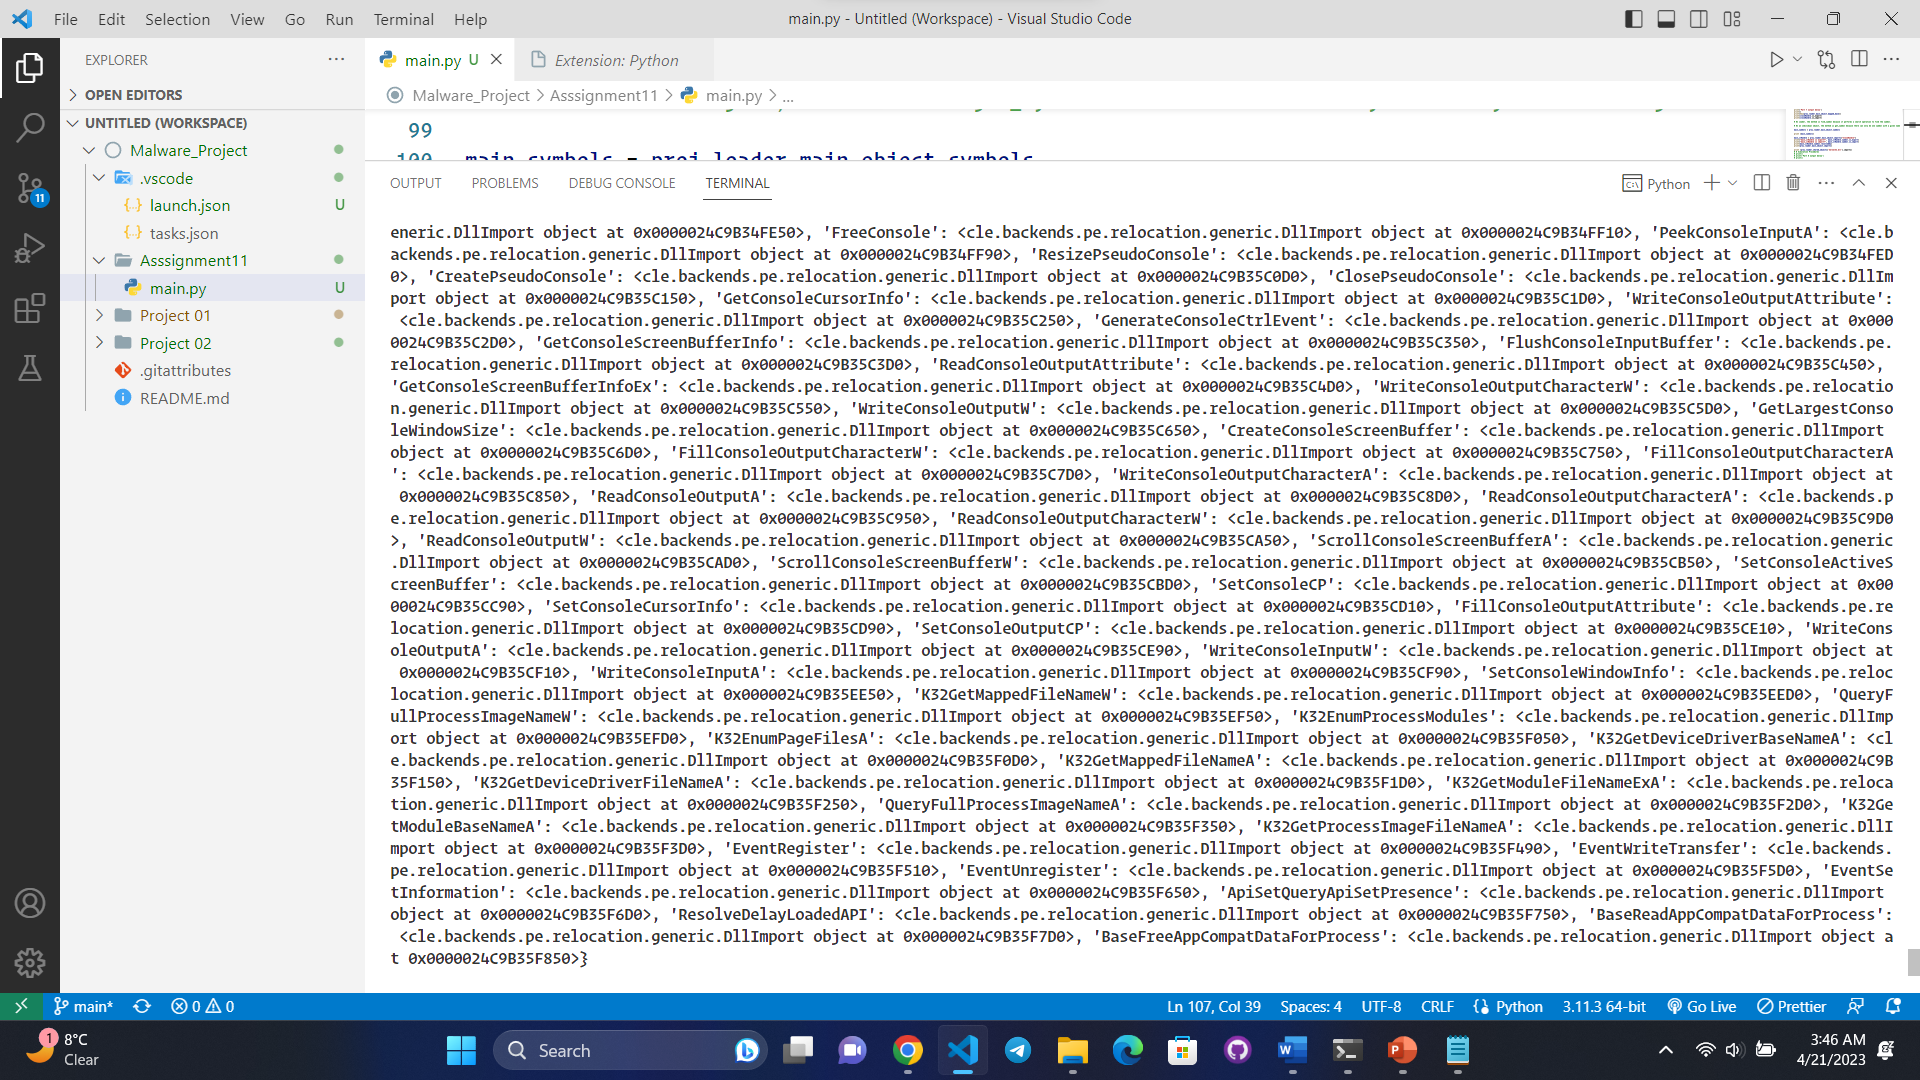 File Edit Selection View Go Run Terminal Help
main.py - Untitled (Workspace) - Visual Studio Code
EXPLORER
OPEN EDITORS
UNTITLED (WORKSPACE)
Malware_Project
.vscode
launch.json U
tasks.json
Asssignment11
main.py U
Project 01
Project 02
.gitattributes
README.md
11
main.py U
Extension: Python
Malware_Project > Asssignment11 > main.py > ...
99
100 main_symbols = proj.loader.main_object.symbols
OUTPUT PROBLEMS DEBUG CONSOLE TERMINAL
Python
eneric.DllImport object at 0x0000024C9B34FE50>, 'FreeConsole': <cle.backends.pe.relocation.generic.DllImport object at 0x0000024C9B34FF10>, 'PeekConsoleInputA': <cle.b
ackends.pe.relocation.generic.DllImport object at 0x0000024C9B34FF90>, 'ResizePseudoConsole': <cle.backends.pe.relocation.generic.DllImport object at 0x0000024C9B34FED
0>, 'CreatePseudoConsole': <cle.backends.pe.relocation.generic.DllImport object at 0x0000024C9B35C0D0>, 'ClosePseudoConsole': <cle.backends.pe.relocation.generic.DllIm
port object at 0x0000024C9B35C150>, 'GetConsoleCursorInfo': <cle.backends.pe.relocation.generic.DllImport object at 0x0000024C9B35C1D0>, 'WriteConsoleOutputAttribute':
<cle.backends.pe.relocation.generic.DllImport object at 0x0000024C9B35C250>, 'GenerateConsoleCtrlEvent': <cle.backends.pe.relocation.generic.DllImport object at 0x000
0024C9B35C2D0>, 'GetConsoleScreenBufferInfo': <cle.backends.pe.relocation.generic.DllImport object at 0x0000024C9B35C350>, 'FlushConsoleInputBuffer': <cle.backends.pe.
relocation.generic.DllImport object at 0x0000024C9B35C3D0>, 'ReadConsoleOutputAttribute': <cle.backends.pe.relocation.generic.DllImport object at 0x0000024C9B35C450>,
'GetConsoleScreenBufferInfoEx': <cle.backends.pe.relocation.generic.DllImport object at 0x0000024C9B35C4D0>, 'WriteConsoleOutputCharacterW': <cle.backends.pe.relocatio
n.generic.DllImport object at 0x0000024C9B35C550>, 'WriteConsoleOutputW': <cle.backends.pe.relocation.generic.DllImport object at 0x0000024C9B35C5D0>, 'GetLargestConso
leWindowSize': <cle.backends.pe.relocation.generic.DllImport object at 0x0000024C9B35C650>, 'CreateConsoleScreenBuffer': <cle.backends.pe.relocation.generic.DllImport
object at 0x0000024C9B35C6D0>, 'FillConsoleOutputCharacterW': <cle.backends.pe.relocation.generic.DllImport object at 0x0000024C9B35C750>, 'FillConsoleOutputCharacterA
': <cle.backends.pe.relocation.generic.DllImport object at 0x0000024C9B35C7D0>, 'WriteConsoleOutputCharacterA': <cle.backends.pe.relocation.generic.DllImport object at
0x0000024C9B35C850>, 'ReadConsoleOutputA': <cle.backends.pe.relocation.generic.DllImport object at 0x0000024C9B35C8D0>, 'ReadConsoleOutputCharacterA': <cle.backends.p
e.relocation.generic.DllImport object at 0x0000024C9B35C950>, 'ReadConsoleOutputCharacterW': <cle.backends.pe.relocation.generic.DllImport object at 0x0000024C9B35C9D0
>, 'ReadConsoleOutputW': <cle.backends.pe.relocation.generic.DllImport object at 0x0000024C9B35CA50>, 'ScrollConsoleScreenBufferA': <cle.backends.pe.relocation.generic
.DllImport object at 0x0000024C9B35CAD0>, 'ScrollConsoleScreenBufferW': <cle.backends.pe.relocation.generic.DllImport object at 0x0000024C9B35CB50>, 'SetConsoleActiveS
creenBuffer': <cle.backends.pe.relocation.generic.DllImport object at 0x0000024C9B35CBD0>, 'SetConsoleCP': <cle.backends.pe.relocation.generic.DllImport object at 0x00
00024C9B35CC90>, 'SetConsoleCursorInfo': <cle.backends.pe.relocation.generic.DllImport object at 0x0000024C9B35CD10>, 'FillConsoleOutputAttribute': <cle.backends.pe.re
location.generic.DllImport object at 0x0000024C9B35CD90>, 'SetConsoleOutputCP': <cle.backends.pe.relocation.generic.DllImport object at 0x0000024C9B35CE10>, 'WriteCons
oleOutputA': <cle.backends.pe.relocation.generic.DllImport object at 0x0000024C9B35CE90>, 'WriteConsoleInputW': <cle.backends.pe.relocation.generic.DllImport object at
0x0000024C9B35CF10>, 'WriteConsoleInputA': <cle.backends.pe.relocation.generic.DllImport object at 0x0000024C9B35CF90>, 'SetConsoleWindowInfo': <cle.backends.pe.reloc
location.generic.DllImport object at 0x0000024C9B35EE50>, 'K32GetMappedFileNameW': <cle.backends.pe.relocation.generic.DllImport object at 0x0000024C9B35EED0>, 'QueryF
ullProcessImageNameW': <cle.backends.pe.relocation.generic.DllImport object at 0x0000024C9B35EF50>, 'K32EnumProcessModules': <cle.backends.pe.relocation.generic.DllImp
ort object at 0x0000024C9B35EFD0>, 'K32EnumPageFilesA': <cle.backends.pe.relocation.generic.DllImport object at 0x0000024C9B35F050>, 'K32GetDeviceDriverBaseNameA': <cl
e.backends.pe.relocation.generic.DllImport object at 0x0000024C9B35F0D0>, 'K32GetMappedFileNameA': <cle.backends.pe.relocation.generic.DllImport object at 0x0000024C9B
35F150>, 'K32GetDeviceDriverFileNameA': <cle.backends.pe.relocation.generic.DllImport object at 0x0000024C9B35F1D0>, 'K32GetModuleFileNameExA': <cle.backends.pe.reloca
tion.generic.DllImport object at 0x0000024C9B35F250>, 'QueryFullProcessImageNameA': <cle.backends.pe.relocation.generic.DllImport object at 0x0000024C9B35F2D0>, 'K32Ge
tModuleBaseNameA': <cle.backends.pe.relocation.generic.DllImport object at 0x0000024C9B35F350>, 'K32GetProcessImageFileNameA': <cle.backends.pe.relocation.generic.DllI
mport object at 0x0000024C9B35F3D0>, 'EventRegister': <cle.backends.pe.relocation.generic.DllImport object at 0x0000024C9B35F490>, 'EventWriteTransfer': <cle.backends.
pe.relocation.generic.DllImport object at 0x0000024C9B35F510>, 'EventUnregister': <cle.backends.pe.relocation.generic.DllImport object at 0x0000024C9B35F5D0>, 'EventSe
tInformation': <cle.backends.pe.relocation.generic.DllImport object at 0x0000024C9B35F650>, 'ApiSetQueryApiSetPresence': <cle.backends.pe.relocation.generic.DllImport
object at 0x0000024C9B35F6D0>, 'ResolveDelayLoadedAPI': <cle.backends.pe.relocation.generic.DllImport object at 0x0000024C9B35F750>, 'BaseReadAppCompatDataForProcess':
<cle.backends.pe.relocation.generic.DllImport object at 0x0000024C9B35F7D0>, 'BaseFreeAppCompatDataForProcess': <cle.backends.pe.relocation.generic.DllImport object a
t 0x0000024C9B35F850>}
main* 0 0 Ln 107, Col 39 Spaces: 4 UTF-8 CRLF Python 3.11.3 64-bit Go Live Prettier
1
8°C
Clear
Search
3:46 AM
4/21/2023